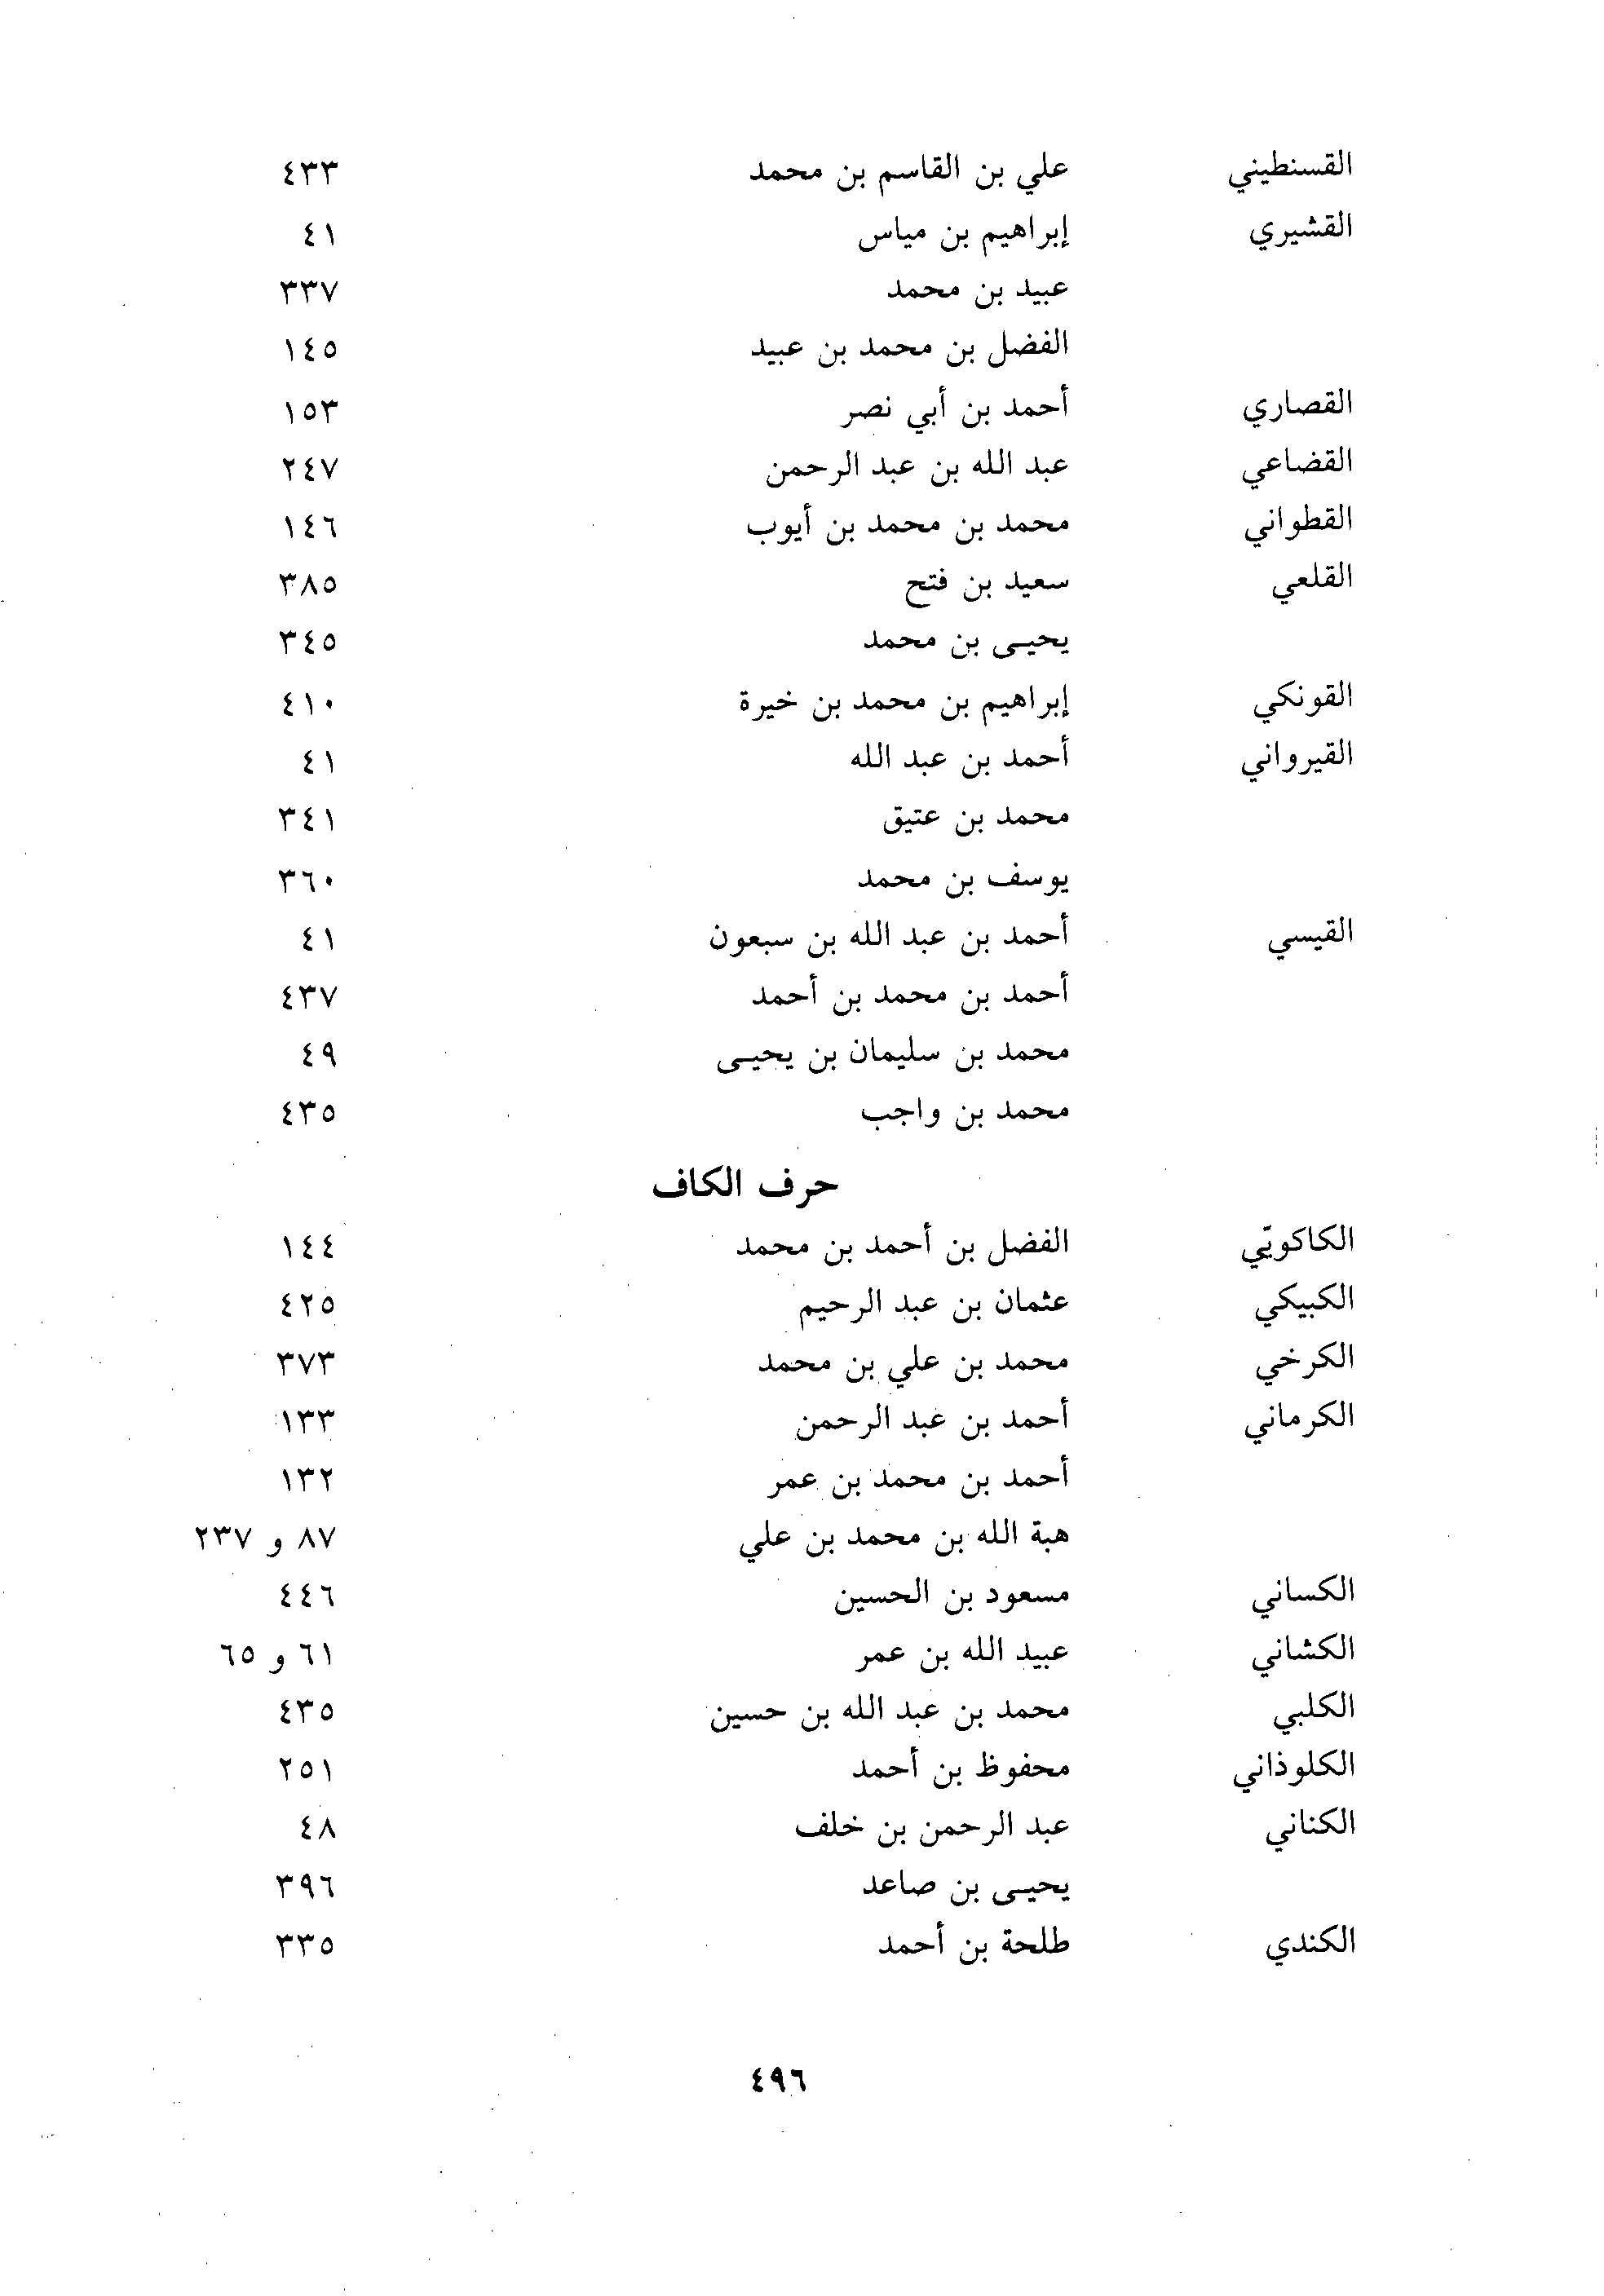 القسنطيني علي بن القاسم بن محمد ٤٣٣
القشيري إبراهيم بن مياس ٤١
عبيد بن محمد ٣٣٧
الفضل بن محمد بن عبيد ١٤٥
القصاري أحمد بن أبي نصر ١٥٣
القضاعي عبد الله بن عبد الرحمن ٢٤٧
القطواني محمد بن محمد بن أيوب ١٤٦
القلعي سعيد بن فتح ٣٨٥
يحيـى بن محمد ٣٤٥
القونكي إبراهيم بن محمد بن خيرة ٤١٠
القيرواني أحمد بن عبد الله ٤١
محمد بن عتيق ٣٤١
يوسف بن محمد ٣٦٠
القيسي أحمد بن عبد الله بن سبعون ٤١
أحمد بن محمد بن أحمد ٤٣٧
محمد بن سليمان بن يحيـى ٤٩
محمد بن واجب ٤٣٥
حرف الكاف
الكاكويّي الفضل بن أحمد بن محمد ١٤٤
الكبيكي عثمان بن عبد الرحيم ٤٢٥
الكرخي محمد بن علي بن محمد ٣٧٣
الكرماني أحمد بن عبد الرحمن ١٣٣
أحمد بن محمد بن عمر ١٣٢
هبة الله بن محمد بن علي ٨٧ و ٢٣٧
الكساني مسعود بن الحسين ٤٤٦
الكشاني عبيد الله بن عمر ٦١ و ٦٥
الكلبي محمد بن عبد الله بن حسين ٤٣٥
الكلوذاني محفوظ بن أحمد ٢٥١
الكناني عبد الرحمن بن خلف ٤٨
يحيـى بن صاعد ٣٩٦
الكندي طلحة بن أحمد ٣٣٥
٤٩٦